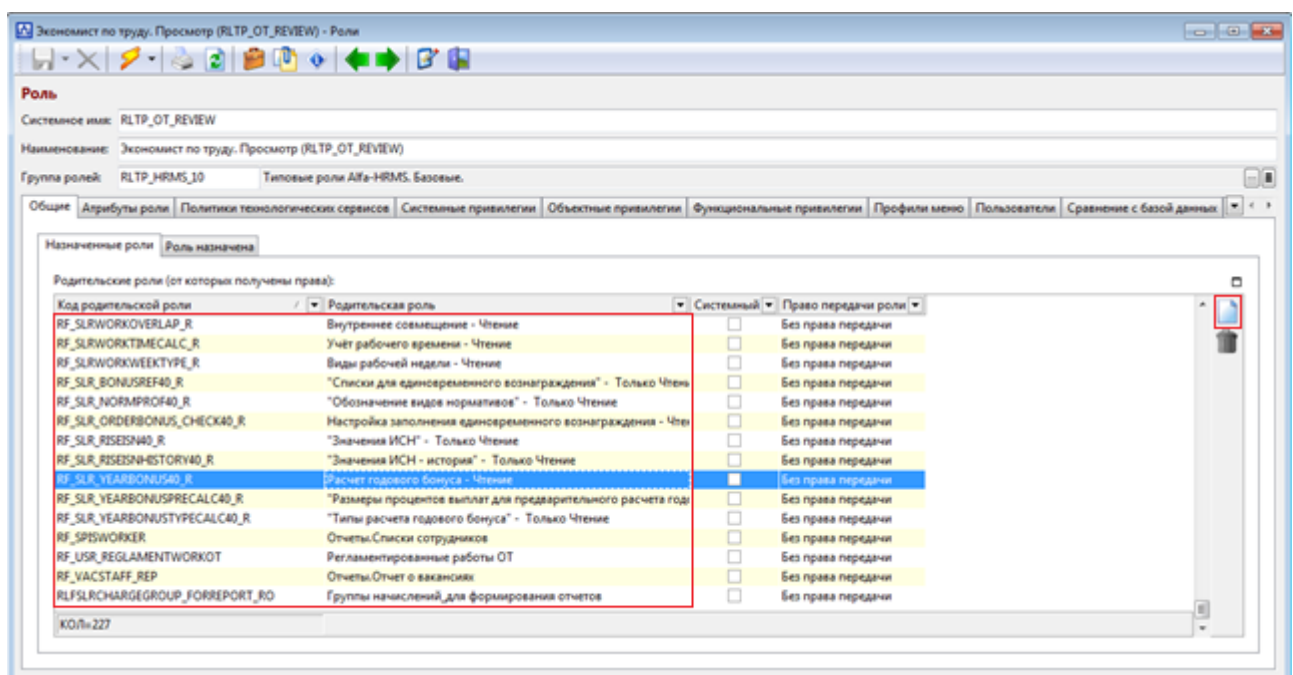 Экономист по труду. Просмотр (RLTP_OT_REVIEW) - Роли
Роль
Системное имя: RLTP_OT_REVIEW
Наименование: Экономист по труду. Просмотр (RLTP_OT_REVIEW)
Группа ролей: RLTP_HRMS_10 Типовые роли Alfa-HRMS. Базовые.
Общие Атрибуты роли Политики технологических сервисов Системные привилегии Объектные привилегии Функциональные привилегии Профили меню Пользователи Сравнение с базой данных
Назначенные роли Роль назначена
Родительские роли (от которых получены права):
Код родительской роли Родительская роль Системный Право передачи роли
RF_SLRWORKOVERLAP_R Внутреннее совмещение - Чтение Без права передачи
RF_SLRWORKTIMECALC_R Учёт рабочего времени - Чтение Без права передачи
RF_SLRWORKWEEKTYPE_R Виды рабочей недели - Чтение Без права передачи
RF_SLR_BONUSREF40_R "Списки для единовременного вознаграждения" - Только Чтень Без права передачи
RF_SLR_NORMPROF40_R "Обозначение видов нормативов" - Только Чтение Без права передачи
RF_SLR_ORDERBONUS_CHECK40_R Настройка заполнения единовременного вознаграждения - Чтен Без права передачи
RF_SLR_RISEISN40_R "Значения ИСН" - Только Чтение Без права передачи
RF_SLR_RISEISNHISTORY40_R "Значения ИСН - история" - Только Чтение Без права передачи
RF_SLR_YEARBONUS40_R Расчет годового бонуса - Чтение Без права передачи
RF_SLR_YEARBONUSPRECALC40_R "Размеры процентов выплат для предварительного расчета годо Без права передачи
RF_SLR_YEARBONUSTYPECALC40_R "Типы расчета годового бонуса" - Только Чтение Без права передачи
RF_SPISWORKER Отчеты.Списки сотрудников Без права передачи
RF_USR_REGLAMENTWORKOT Регламентированные работы ОТ Без права передачи
RF_VACSTAFF_REP Отчеты.Отчет о вакансиях Без права передачи
RLFSLRCHARGEGROUP_FORREPORT_RO Группы начислений_для формирования отчетов Без права передачи
КОЛ=227